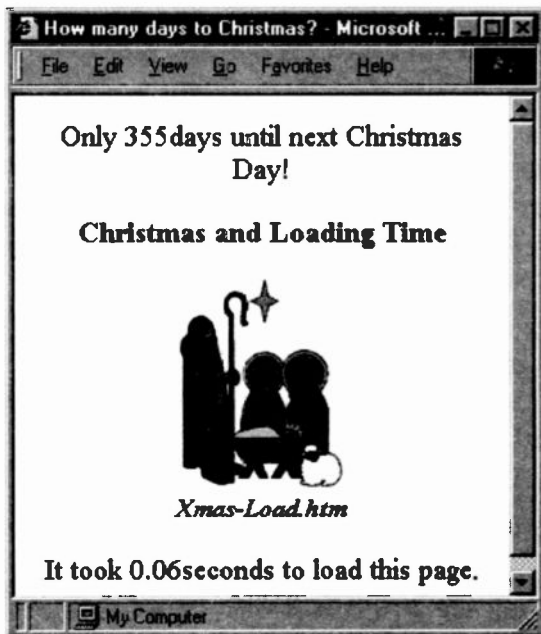 How many days to Christmas? - Microsoft ...
File Edit View Go Favorites Help
Only 355days until next Christmas
Day!
Christmas and Loading Time
Xmas-Load.htm
It took 0.06seconds to load this page.
My Computer